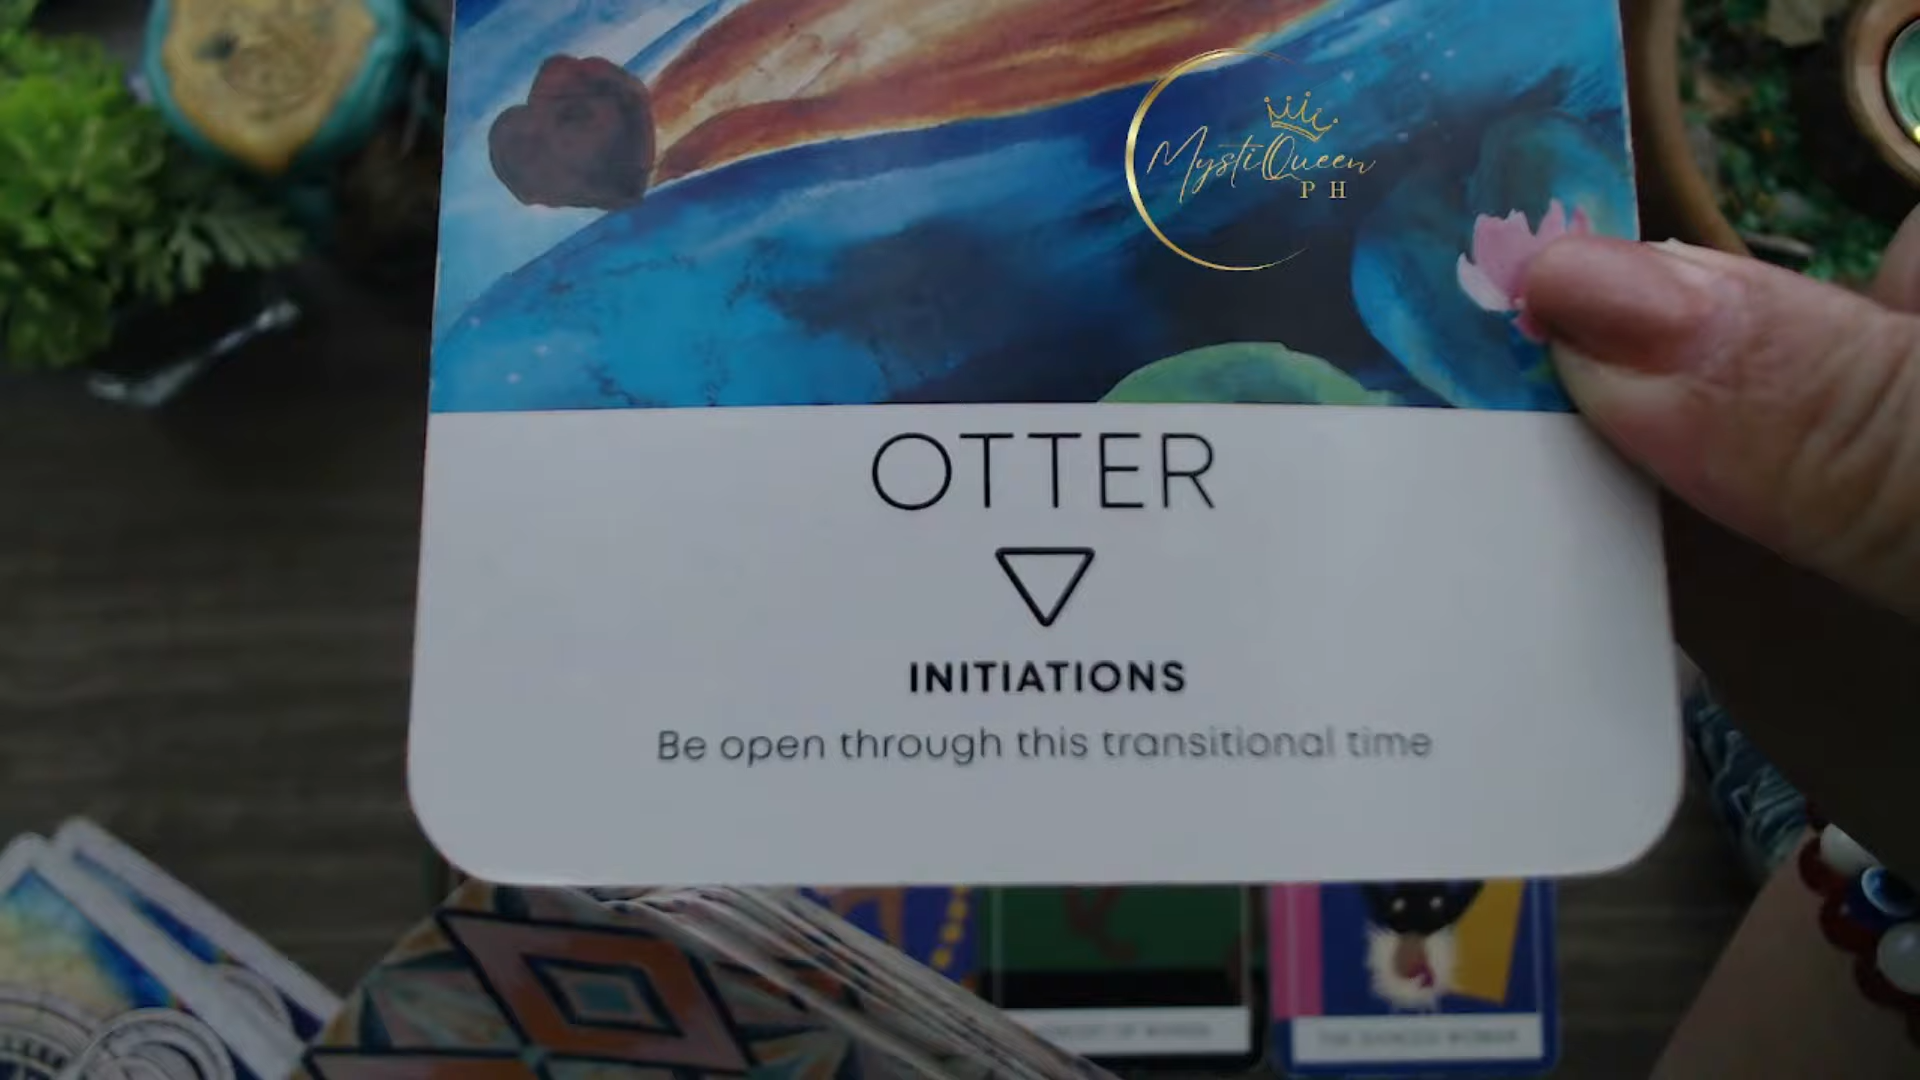 MystiQueen
PH
OTTER
INITIATIONS
Be open through this transitional time